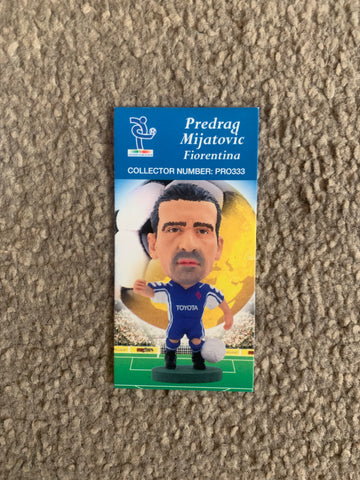 Predrag
Mijatovic
Fiorentina
COLLECTOR NUMBER: PRO333
TOYOTA